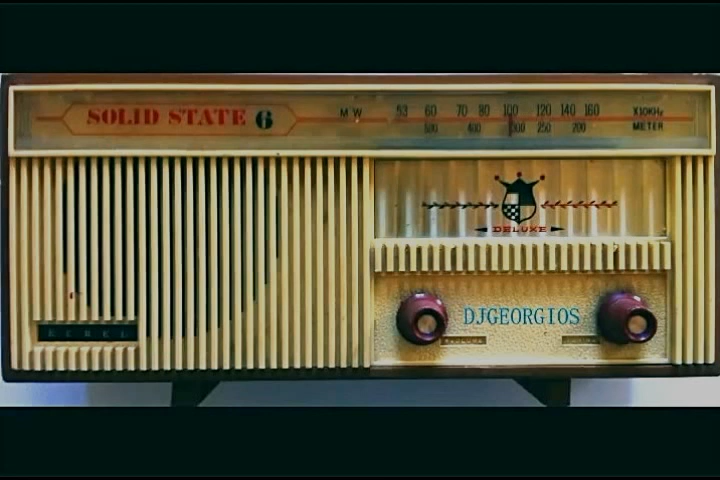 SOLID STATE 6
MW 53 60 70 80 100 120 140 160 X10KHz
500 400 300 250 200 METER
DELUXE
DJGEORGIOS